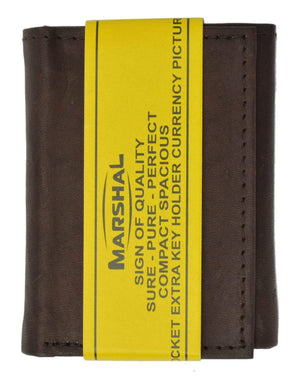 MARSHAL
SIGN OF QUALITY
SURE - PURE - PERFECT
COMPACT SPACIOUS
CKET EXTRA KEY HOLDER CURRENCY PICTUR